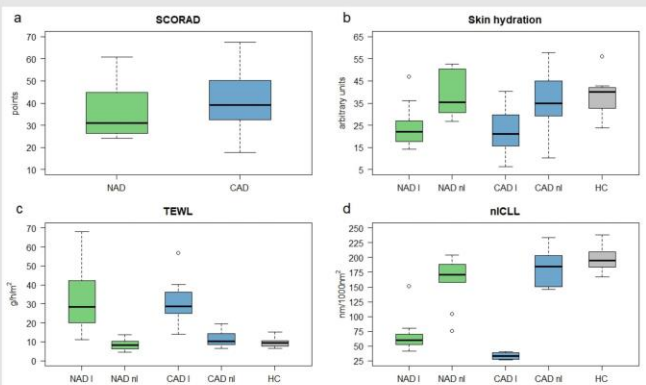 a SCORAD
70
60
50
40
30
20
10
points
NAD CAD
b Skin hydration
65
55
45
35
25
15
5
arbitrary units
NAD l NAD nl CAD l CAD nl HC
c TEWL
70
60
50
40
30
20
10
0
g/h/m²
NAD l NAD nl CAD l CAD nl HC
d nICLL
250
225
200
175
150
125
100
75
50
25
nm/1000nm²
NAD l NAD nl CAD l CAD nl HC